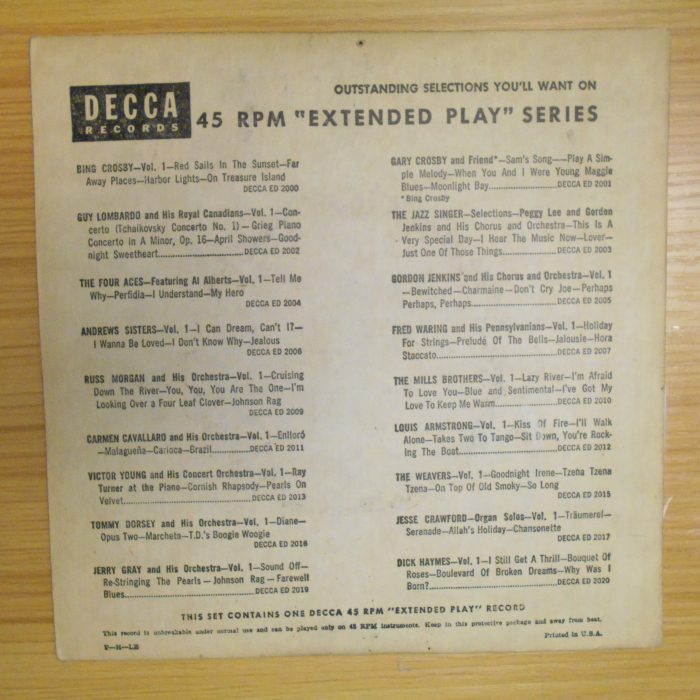 DECCA
RECORDS
OUTSTANDING SELECTIONS YOU'LL WANT ON
45 RPM "EXTENDED PLAY" SERIES
BING CROSBY—Vol. 1—Red Sails In The Sunset—Far
Away Places—Harbor Lights—On Treasure Island
DECCA ED 2000
GUY LOMBARDO and His Royal Canadians—Vol. 1—Con-
certo (Tchaikovsky Concerto No. 1)—Grieg Piano
Concerto In A Minor, Op. 16—April Showers—Good-
night Sweetheart....................DECCA ED 2002
THE FOUR ACES—Featuring Al Alberts—Vol. 1—Tell Me
Why—Perfidia—I Understand—My Hero
DECCA ED 2004
ANDREWS SISTERS—Vol. 1—I Can Dream, Can't I?—
I Wanna Be Loved—I Don't Know Why—Jealous
DECCA ED 2006
RUSS MORGAN and His Orchestra—Vol. 1—Cruising
Down The River—You, You, You Are The One—I'm
Looking Over a Four Leaf Clover—Johnson Rag
DECCA ED 2009
CARMEN CAVALLARO and His Orchestra—Vol. 1—Enlloró
—Malagueña—Carioca—Brazil..............DECCA ED 2011
VICTOR YOUNG and His Concert Orchestra—Vol. 1—Ray
Turner at the Piano—Cornish Rhapsody—Pearls On
Velvet..............................DECCA ED 2013
TOMMY DORSEY and His Orchestra—Vol. 1—Diane—
Opus Two—Marcheta—T.D.'s Boogie Woogie
DECCA ED 2016
JERRY GRAY and His Orchestra—Vol. 1—Sound Off—
Re-Stringing The Pearls—Johnson Rag—Farewell
Blues..............................DECCA ED 2019
GARY CROSBY and Friend*—Sam's Song——Play A Sim-
ple Melody—When You And I Were Young Maggie
Blues—Moonlight Bay....................DECCA ED 2001
* Bing Crosby
THE JAZZ SINGER—Selections—Peggy Lee and Gordon
Jenkins and His Chorus and Orchestra—This Is A
Very Special Day—I Hear The Music Now—Lover—
Just One Of Those Things..............DECCA ED 2003
GORDON JENKINS and His Chorus and Orchestra—Vol. 1
—Bewitched—Charmaine—Don't Cry Joe—Perhaps
Perhaps, Perhaps....................DECCA ED 2005
FRED WARING and His Pennsylvanians—Vol. 1—Holiday
For Strings—Prelude Of The Bells—Jalousie—Hora
Staccato..............................DECCA ED 2007
THE MILLS BROTHERS—Vol. 1—Lazy River—I'm Afraid
To Love You—Blue and Sentimental—I've Got My
Love To Keep Me Warm..............DECCA ED 2010
LOUIS ARMSTRONG—Vol. 1—Kiss Of Fire—I'll Walk
Alone—Takes Two To Tango—Sit Down, You're Rock-
ing The Boat..............................DECCA ED 2012
THE WEAVERS—Vol. 1—Goodnight Irene—Tzena Tzena
Tzena—On Top Of Old Smoky—So Long
DECCA ED 2015
JESSE CRAWFORD—Organ Solos—Vol. 1—Träumerei—
Serenade—Allah's Holiday—Chansonette
DECCA ED 2017
DICK HAYMES—Vol. 1—I Still Get A Thrill—Bouquet Of
Roses—Boulevard Of Broken Dreams—Why Was I
Born?..............................DECCA ED 2020
THIS SET CONTAINS ONE DECCA 45 RPM "EXTENDED PLAY" RECORD
This record is unbreakable under normal use and can be played only on 45 RPM instruments. Keep in this protective package and away from heat.
P—H—LE
Printed in U.S.A.